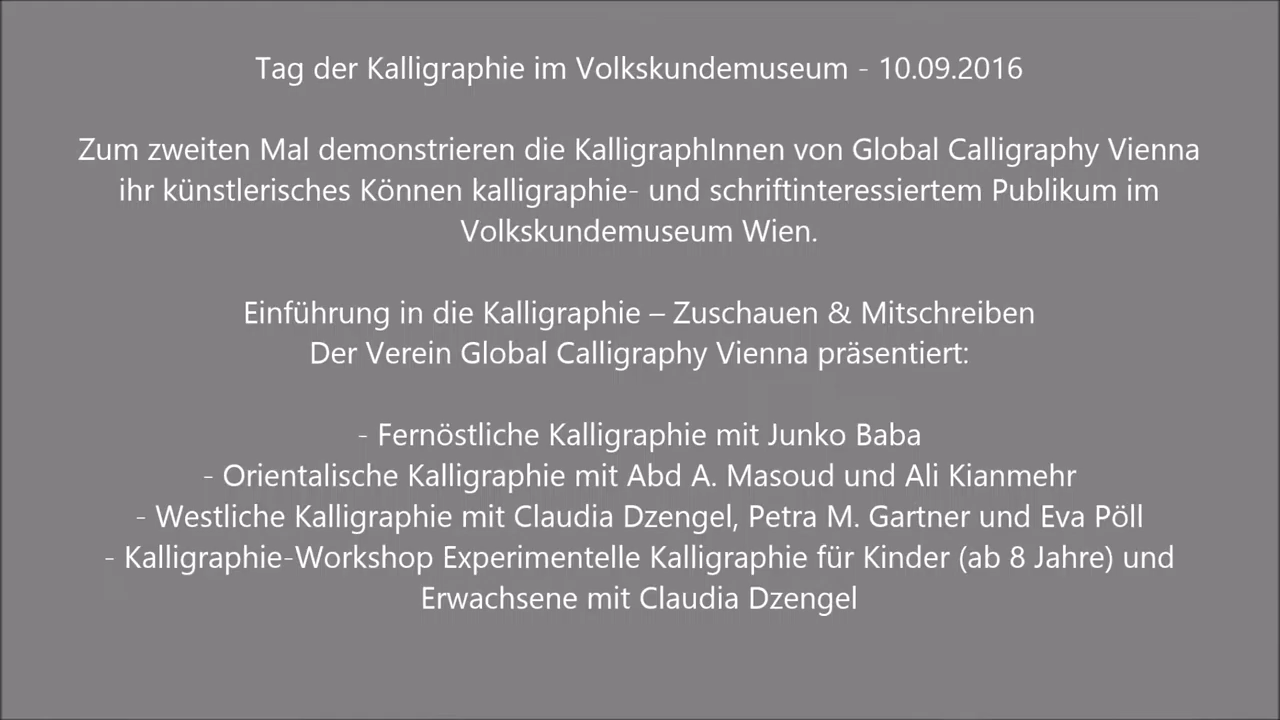 Tag der Kalligraphie im Volkskundemuseum - 10.09.2016
Zum zweiten Mal demonstrieren die KalligraphInnen von Global Calligraphy Vienna
ihr künstlerisches Können kalligraphie- und schriftinteressiertem Publikum im
Volkskundemuseum Wien.
Einführung in die Kalligraphie – Zuschauen & Mitschreiben
Der Verein Global Calligraphy Vienna präsentiert:
- Fernöstliche Kalligraphie mit Junko Baba
- Orientalische Kalligraphie mit Abd A. Masoud und Ali Kianmehr
- Westliche Kalligraphie mit Claudia Dzengel, Petra M. Gartner und Eva Pöll
- Kalligraphie-Workshop Experimentelle Kalligraphie für Kinder (ab 8 Jahre) und
Erwachsene mit Claudia Dzengel